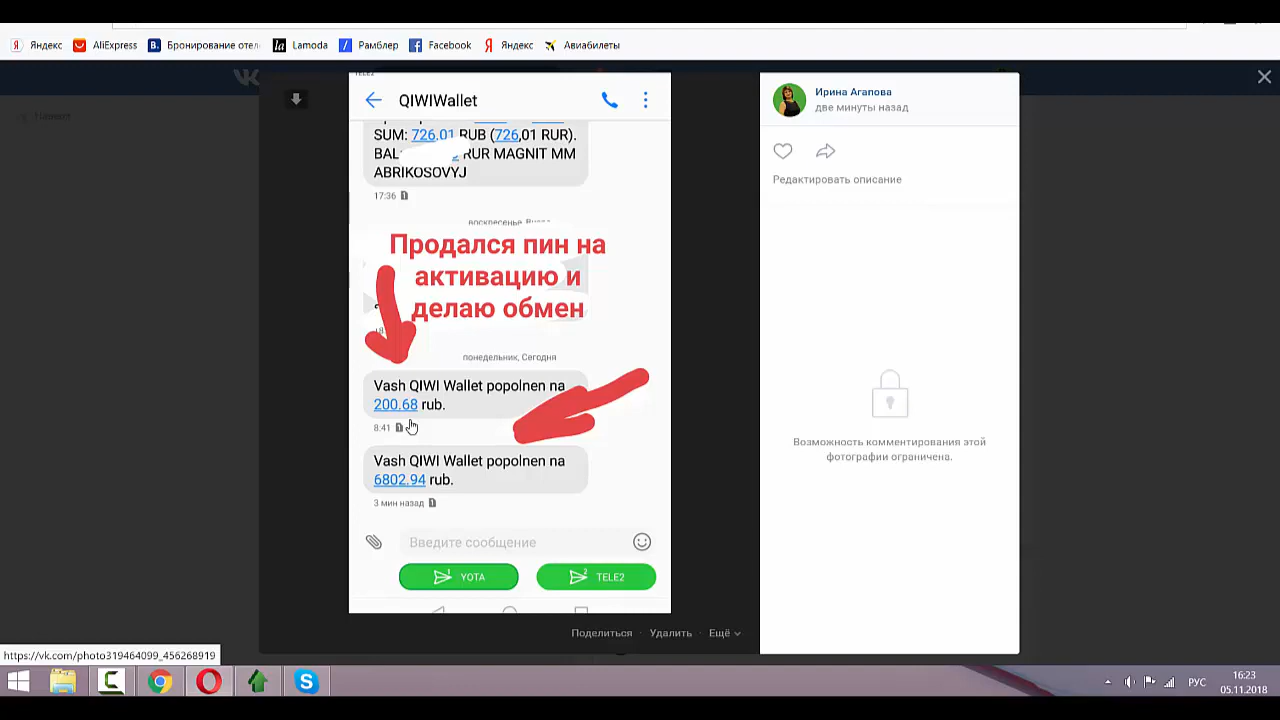 Яндекс
AliExpress
Бронирование отел
Lamoda
Рамблер
Facebook
Яндекс
Авиабилеты
TELE2
QIWIWallet
SUM: 726.01 RUB (726,01 RUR).
RUR MAGNIT MM
ABRIKOSOVYJ
17:36
воскресенье,
Продался пин на
активацию и
делаю обмен
понедельник, Сегодня
Vash QIWI Wallet popolnen na
200.68 rub.
8:41
Vash QIWI Wallet popolnen na
6802.94 rub.
3 мин назад
Введите сообщение
1 YOTA
2 TELE2
Ирина Агапова
две минуты назад
Редактировать описание
Возможность комментирования этой
фотографии ограничена.
Поделиться · Удалить · Ещё
https://vk.com/photo319464099_456268919
РУС
16:23
05.11.2018